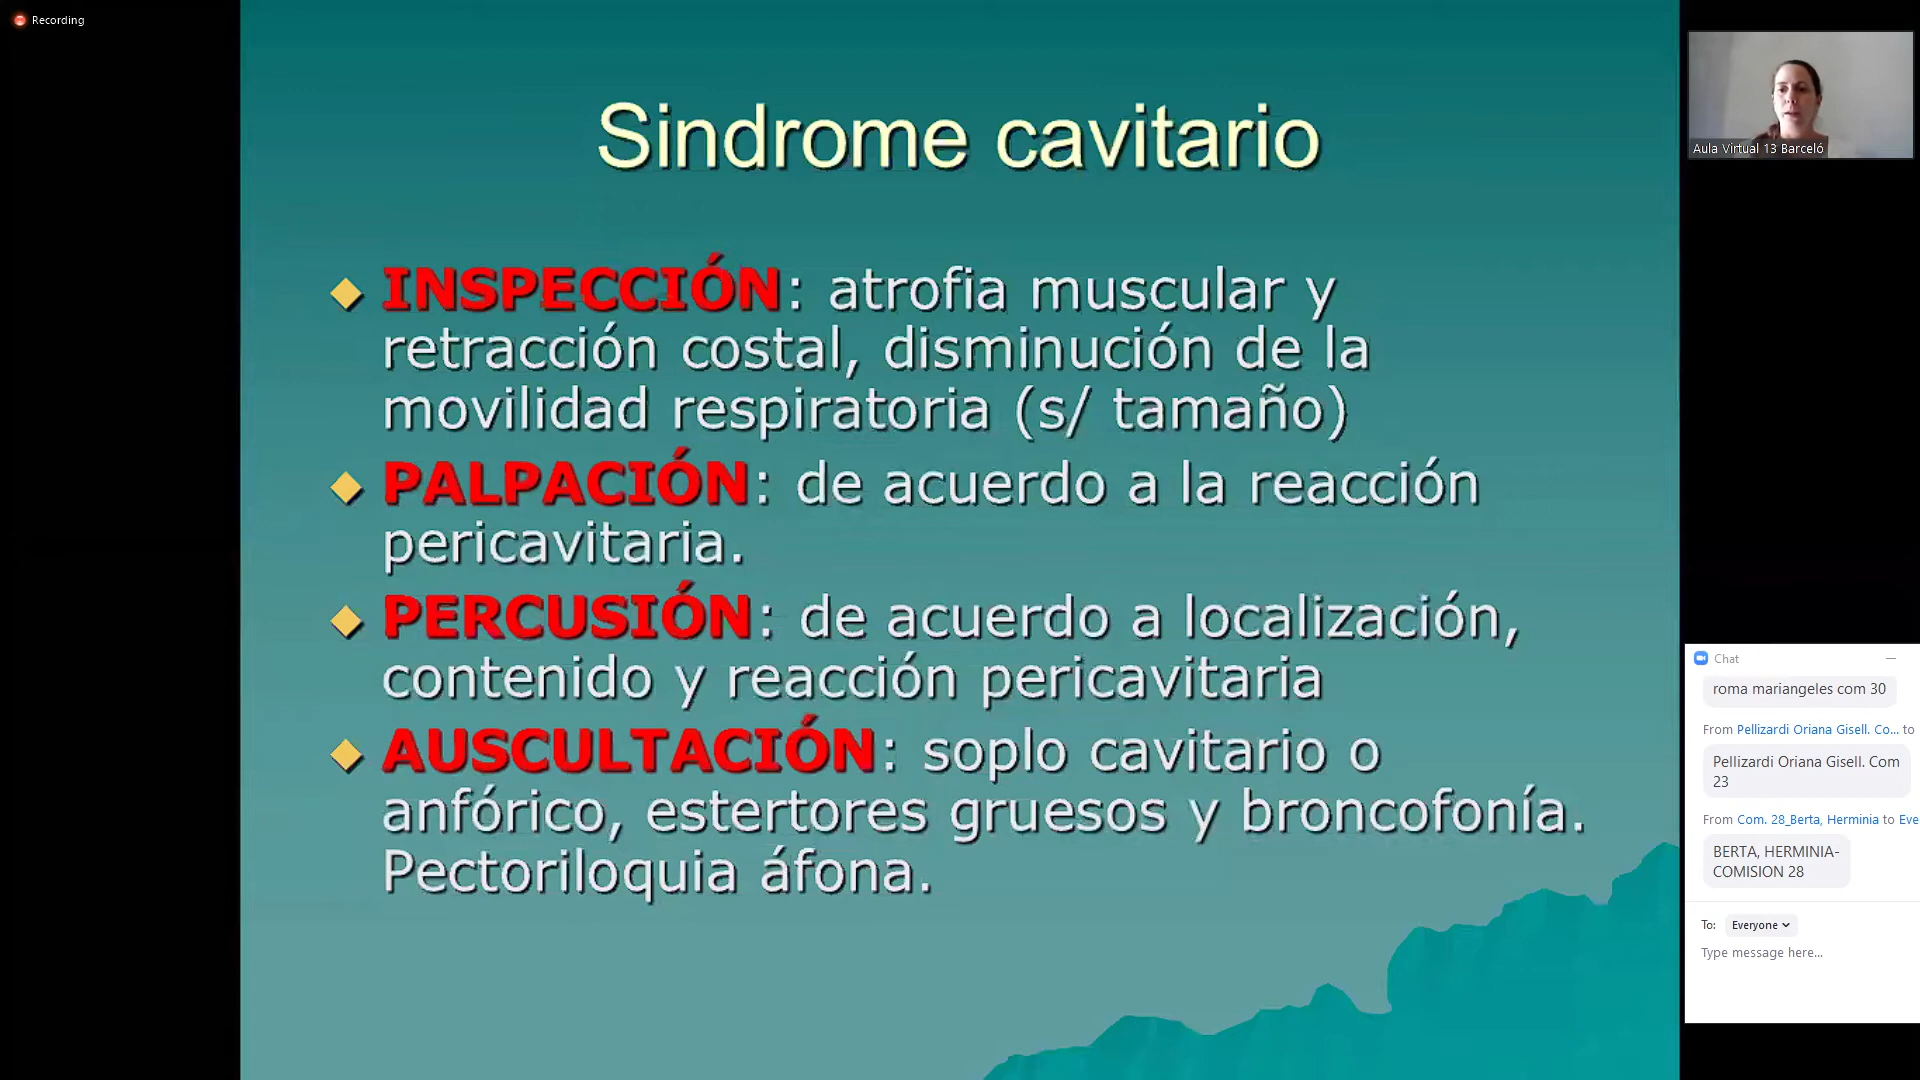 Recording
Sindrome cavitario
INSPECCIÓN: atrofia muscular y
retracción costal, disminución de la
movilidad respiratoria (s/ tamaño)
PALPACIÓN: de acuerdo a la reacción
pericavitaria.
PERCUSIÓN: de acuerdo a localización,
contenido y reacción pericavitaria
AUSCULTACIÓN: soplo cavitario o
anfórico, estertores gruesos y broncofonía.
Pectoriloquia áfona.
Aula Virtual 13 Barceló
Chat
roma mariangeles com 30
From Pellizardi Oriana Gisell. Co... to
Pellizardi Oriana Gisell. Com
23
From Com. 28_Berta, Herminia to Eve
BERTA, HERMINIA-
COMISION 28
To: Everyone
Type message here...